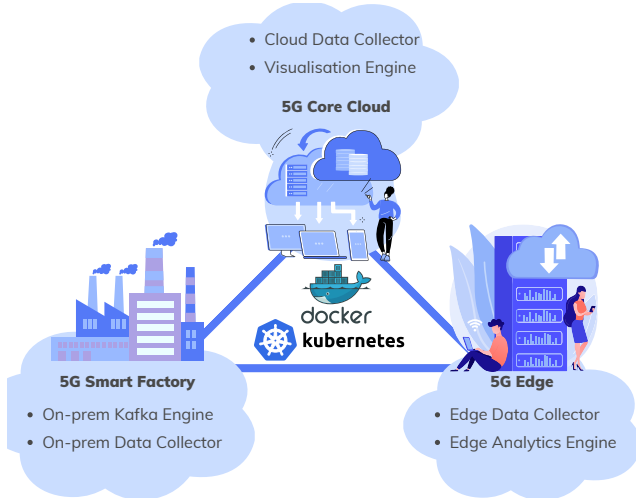 • Cloud Data Collector
• Visualisation Engine
5G Core Cloud
docker
kubernetes
5G Smart Factory
• On-prem Kafka Engine
• On-prem Data Collector
5G Edge
• Edge Data Collector
• Edge Analytics Engine